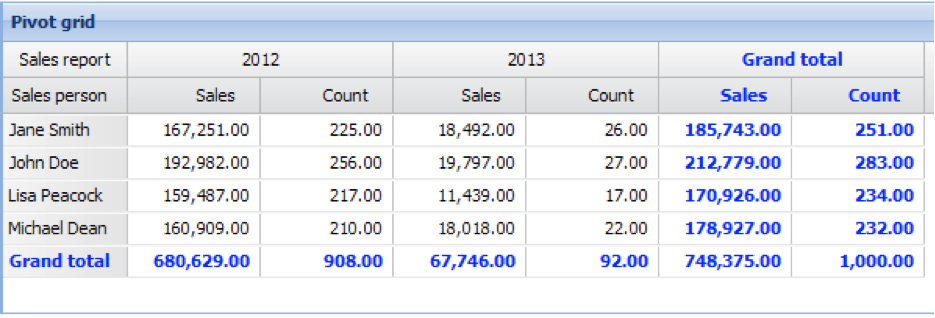 Pivot grid
Sales report 2012 2013 Grand total
Sales person Sales Count Sales Count Sales Count
Jane Smith 167,251.00 225.00 18,492.00 26.00 185,743.00 251.00
John Doe 192,982.00 256.00 19,797.00 27.00 212,779.00 283.00
Lisa Peacock 159,487.00 217.00 11,439.00 17.00 170,926.00 234.00
Michael Dean 160,909.00 210.00 18,018.00 22.00 178,927.00 232.00
Grand total 680,629.00 908.00 67,746.00 92.00 748,375.00 1,000.00